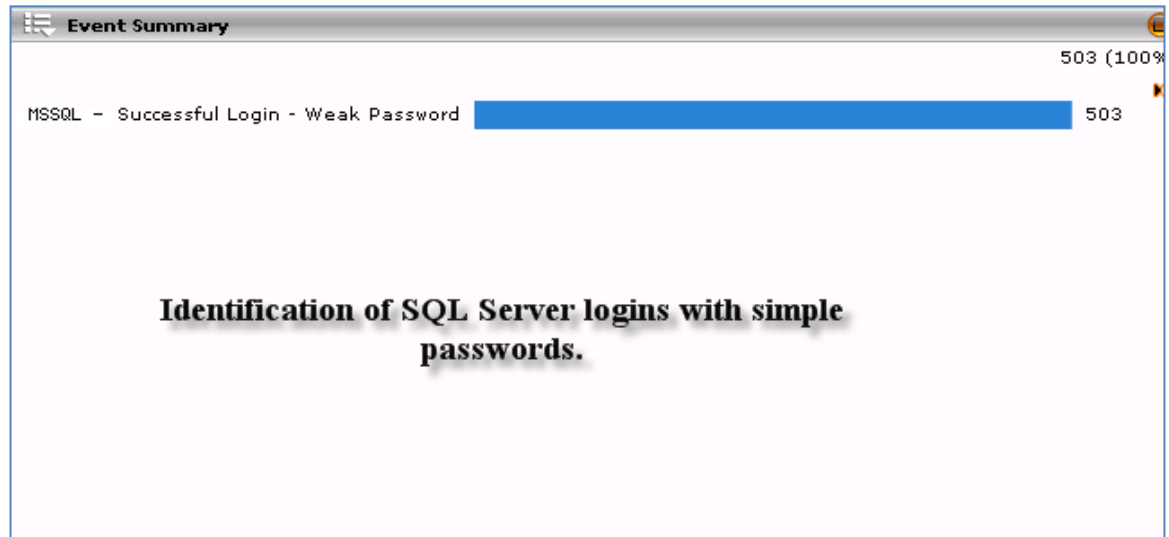 Event Summary
503 (100%
MSSQL – Successful Login - Weak Password 503
Identification of SQL Server logins with simple
passwords.